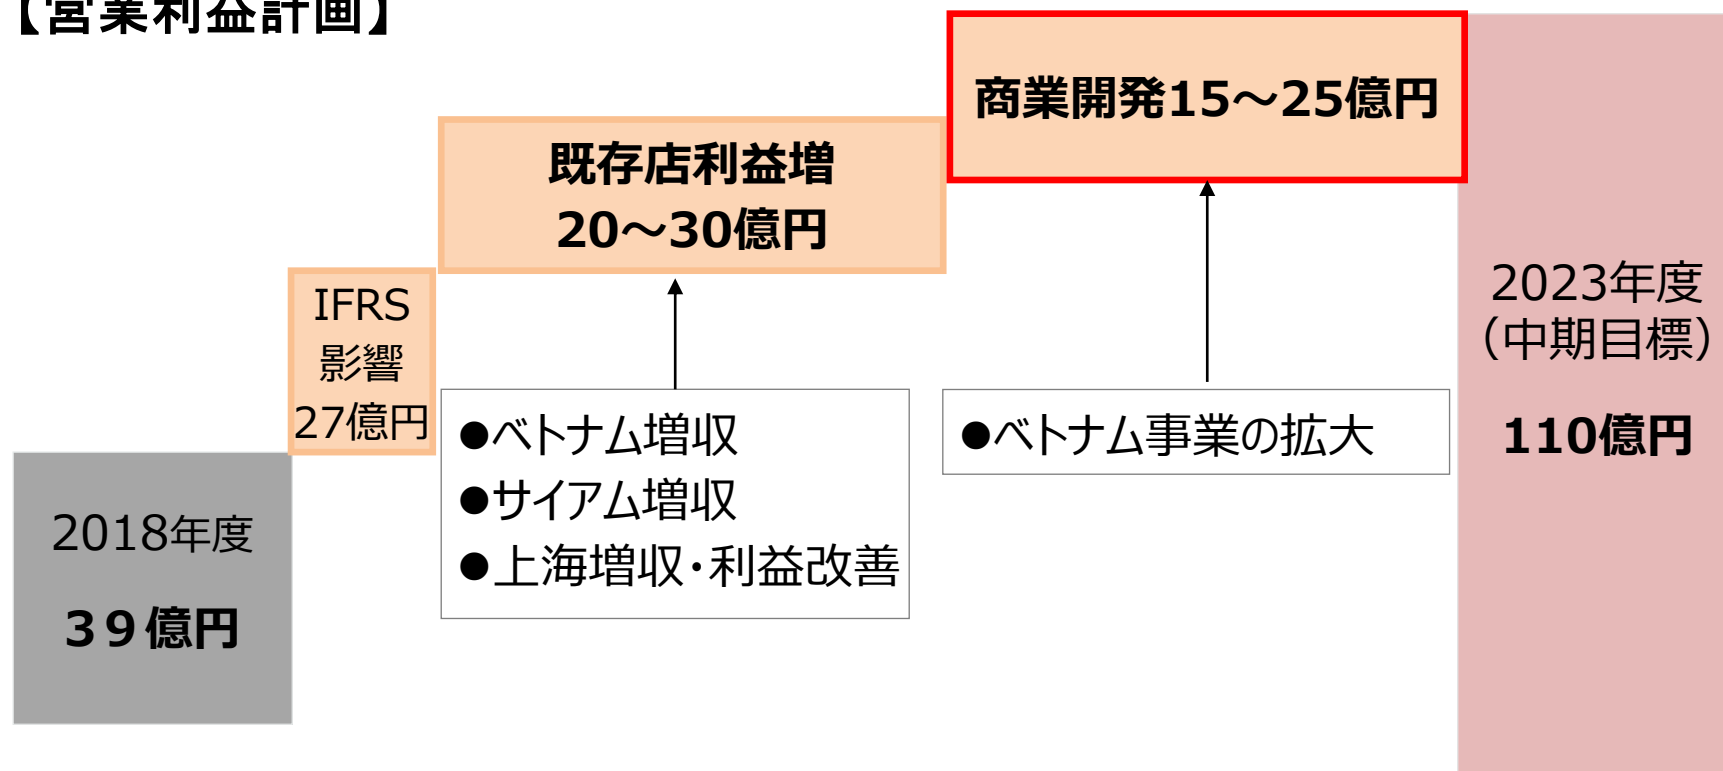 【営業利益計画】
商業開発15～25億円
既存店利益増
20～30億円
IFRS
影響
27億円
2018年度
３９億円
●ベトナム増収
●サイアム増収
●上海増収・利益改善
●ベトナム事業の拡大
2023年度
（中期目標）
110億円